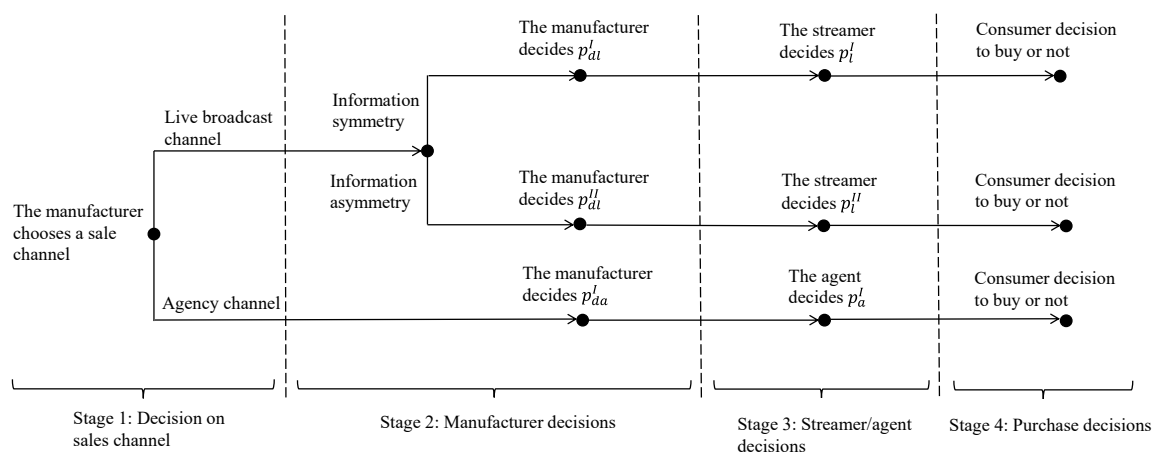 The manufacturer
decides p_{dl}^{I}
The streamer
decides p_{l}^{I}
Consumer decision
to buy or not
Information
symmetry
Live broadcast
channel
Information
asymmetry
The manufacturer
decides p_{dl}^{II}
The streamer
decides p_{l}^{II}
Consumer decision
to buy or not
The manufacturer
chooses a sale
channel
The manufacturer
decides p_{da}^{I}
The agent
decides p_{a}^{I}
Consumer decision
to buy or not
Agency channel
Stage 1: Decision on
sales channel
Stage 2: Manufacturer decisions
Stage 3: Streamer/agent
decisions
Stage 4: Purchase decisions